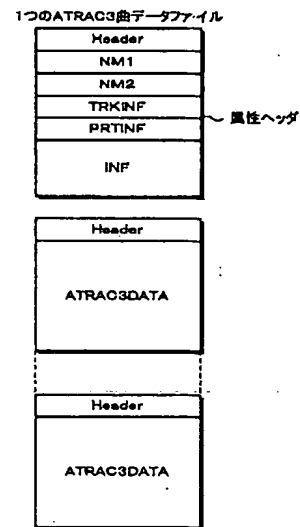 1つのATRAC3曲データファイル
Header
NM1
NM2
TRKINF
PRTINF
属性ヘッダ
INF
Header
ATRAC3DATA
Header
ATRAC3DATA